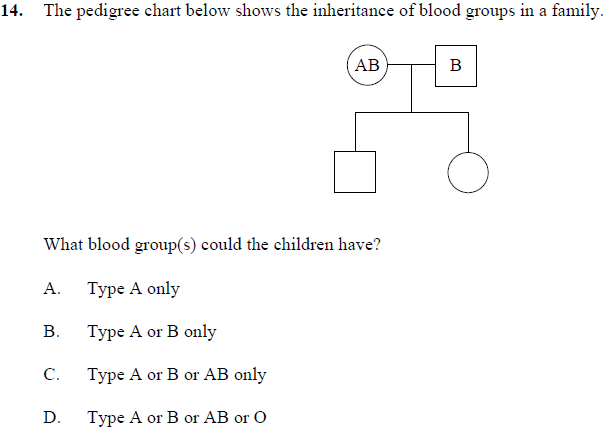 14. The pedigree chart below shows the inheritance of blood groups in a family.
AB B
What blood group(s) could the children have?
A. Type A only
B. Type A or B only
C. Type A or B or AB only
D. Type A or B or AB or O